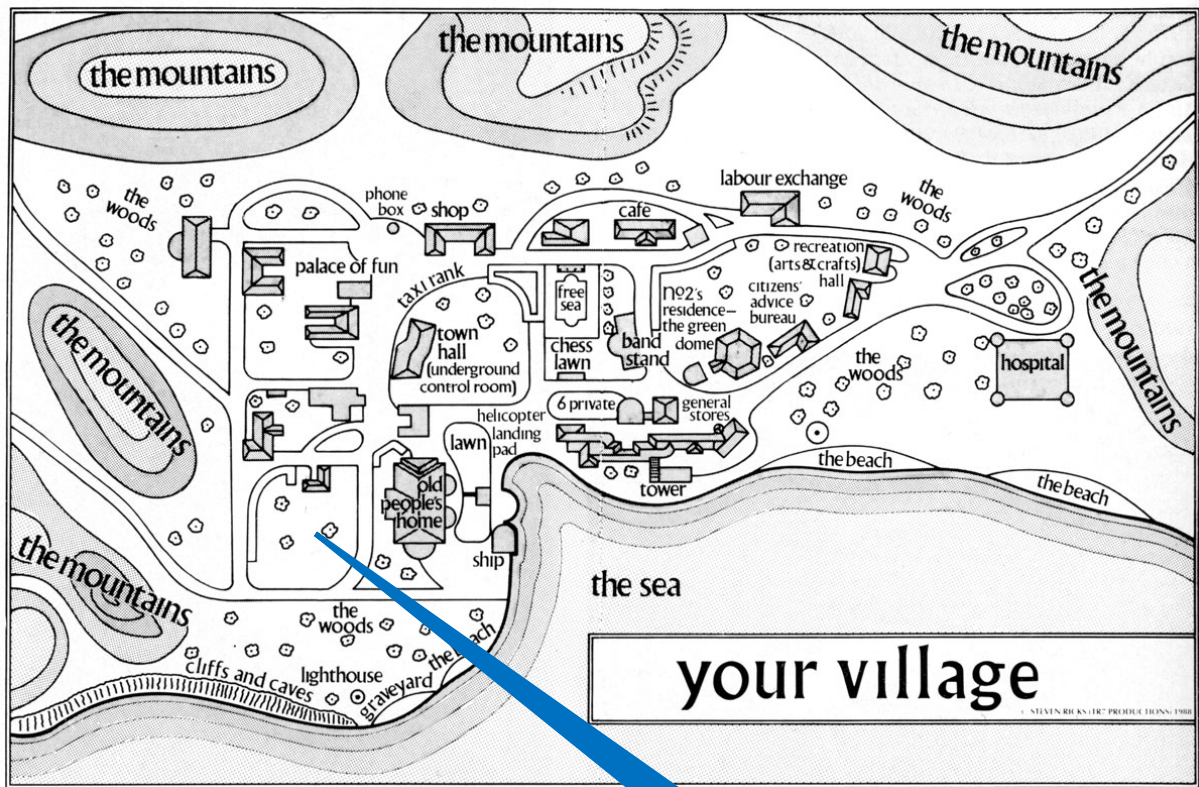 the mountains
the mountains
the mountains
the
woods
phone
box
shop
cafe
labour exchange
the
woods
palace of fun
taxi rank
free
sea
recreation
(arts & crafts)
hall
nº2's
residence–
the green
dome
citizens'
advice
bureau
the mountains
the mountains
town
hall
(underground
control room)
chess
lawn
band
stand
the
woods
hospital
6 private
general
stores
helicopter
landing
pad
lawn
old
people's
home
tower
the beach
the beach
ship
the mountains
the sea
the
woods
cliffs and caves
lighthouse
graveyard
the beach
your village
© STEVEN RICKS (TR7 PRODUCTIONS) 1988